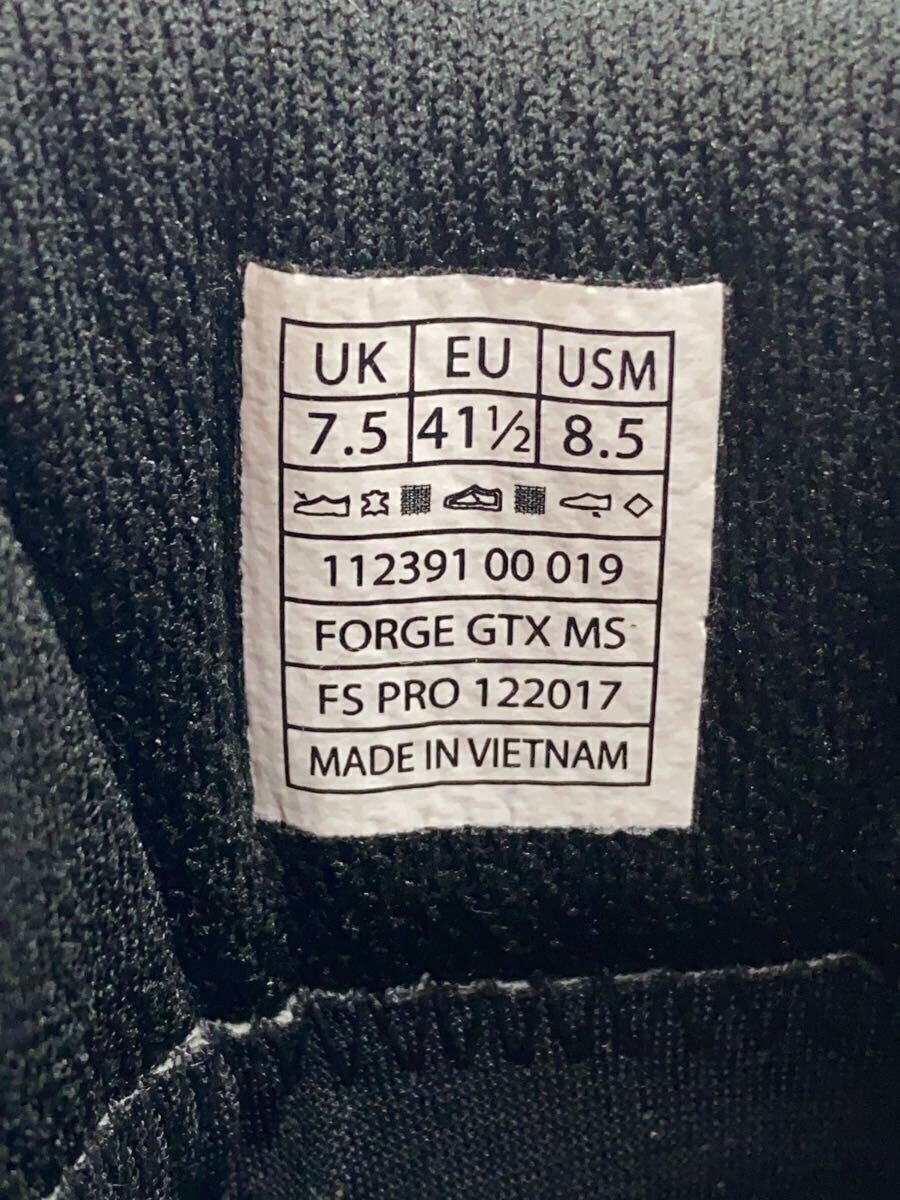 UK EU USM
7.5 41½ 8.5
112391 00 019
FORGE GTX MS
FS PRO 122017
MADE IN VIETNAM